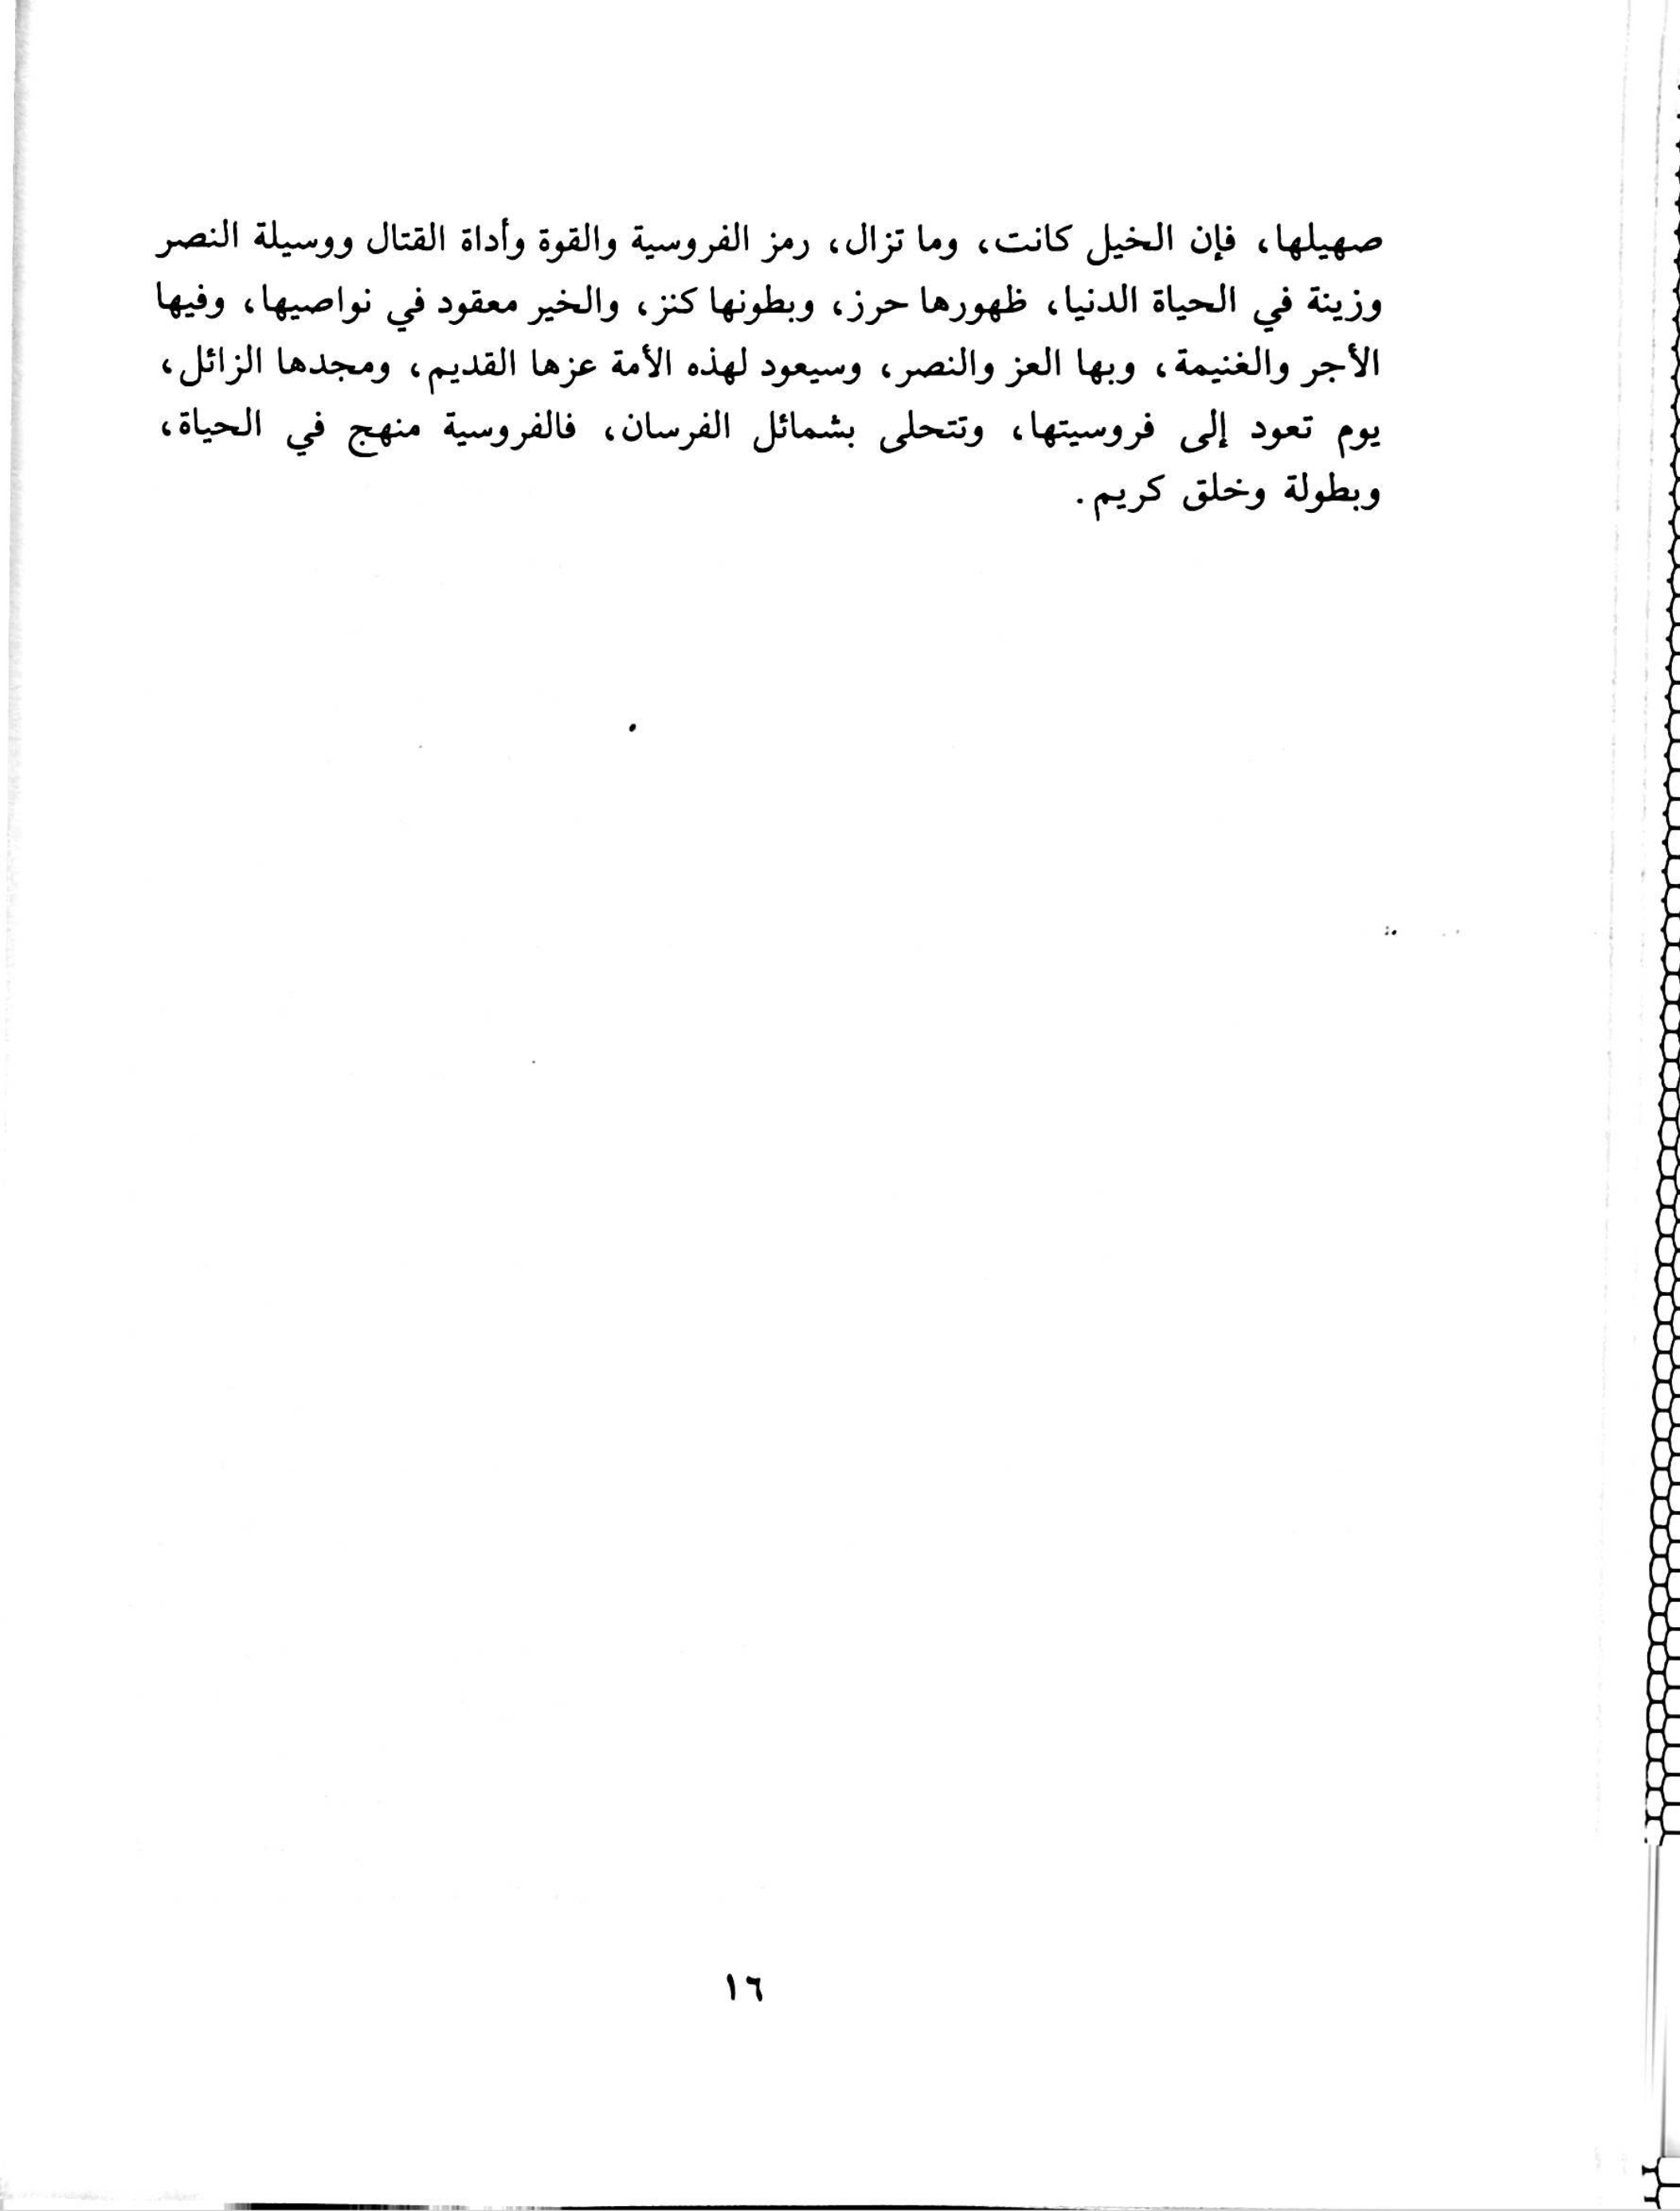 صهيلها، فإن الخيل كانت، وما تزال، رمز الفروسية والقوة وأداة القتال ووسيلة النصر
وزينة في الحياة الدنيا، ظهورها حرز، وبطونها كنز، والخير معقود في نواصيها، وفيها
الأجر والغنيمة، وبها العز والنصر، وسيعود لهذه الأمة عزها القديم، ومجدها الزائل،
يوم تعود إلى فروسيتها، وتتحلى بشمائل الفرسان، فالفروسية منهج في الحياة،
وبطولة وخلق كريم.
١٦